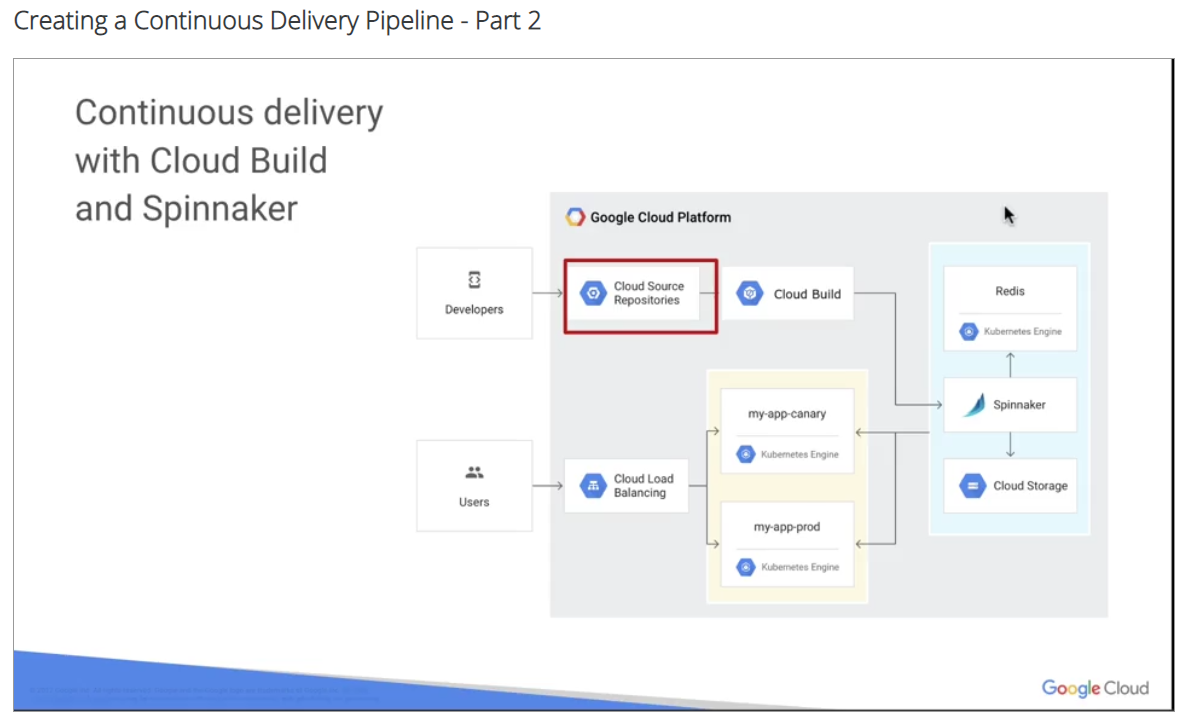 Creating a Continuous Delivery Pipeline - Part 2
Continuous delivery
with Cloud Build
and Spinnaker
Google Cloud Platform
Developers
Cloud Source
Repositories
Cloud Build
Redis
Kubernetes Engine
Spinnaker
Cloud Storage
my-app-canary
Kubernetes Engine
Users
Cloud Load
Balancing
my-app-prod
Kubernetes Engine
Google Cloud